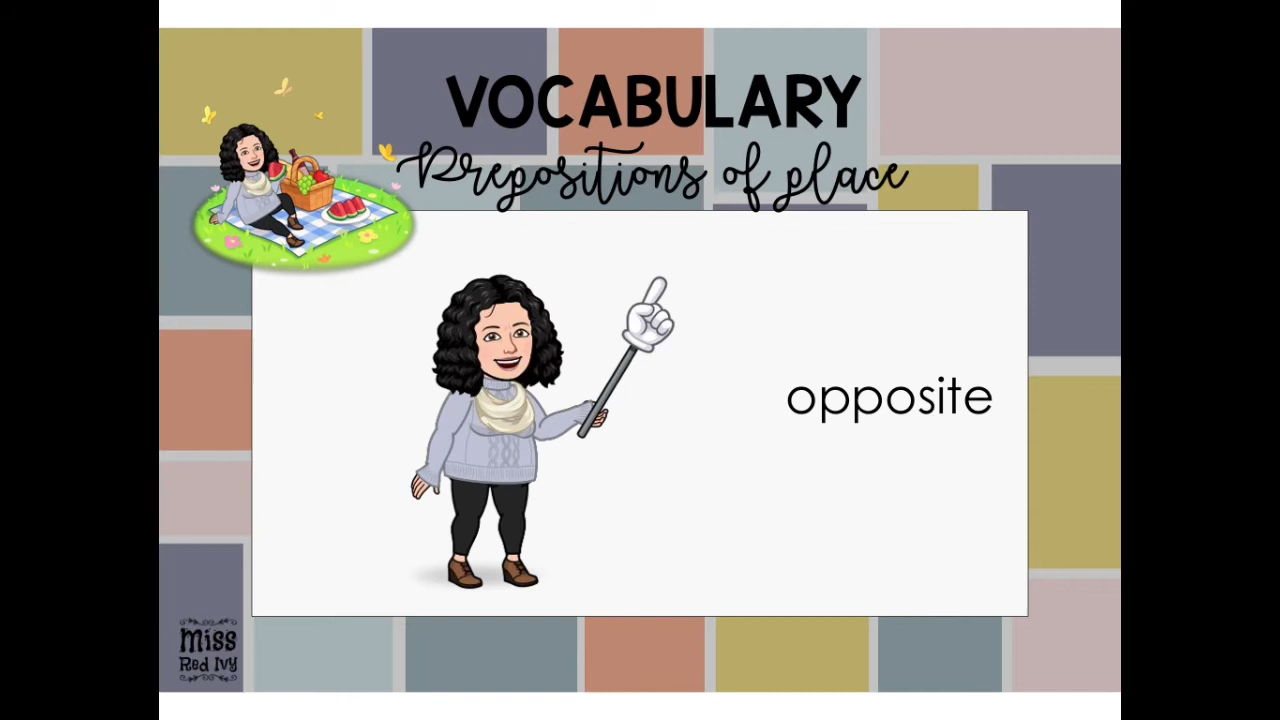 VOCABULARY
Prepositions of place
opposite
Miss
Red Ivy